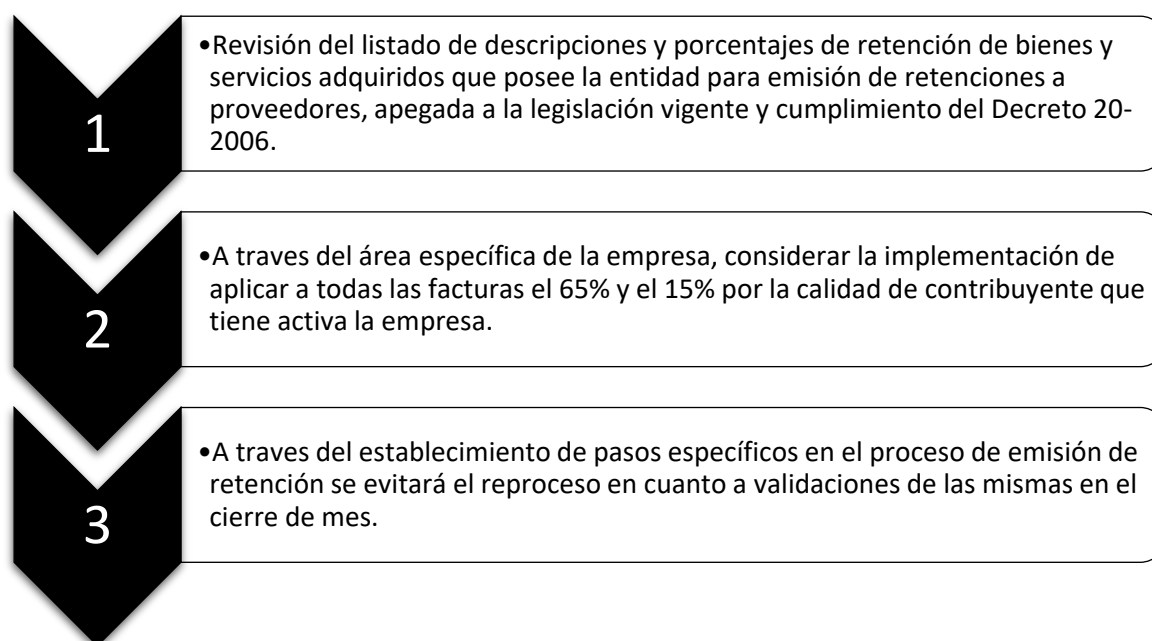 1
•Revisión del listado de descripciones y porcentajes de retención de bienes y
servicios adquiridos que posee la entidad para emisión de retenciones a
proveedores, apegada a la legislación vigente y cumplimiento del Decreto 20-
2006.
2
•A traves del área específica de la empresa, considerar la implementación de
aplicar a todas las facturas el 65% y el 15% por la calidad de contribuyente que
tiene activa la empresa.
3
•A traves del establecimiento de pasos específicos en el proceso de emisión de
retención se evitará el reproceso en cuanto a validaciones de las mismas en el
cierre de mes.